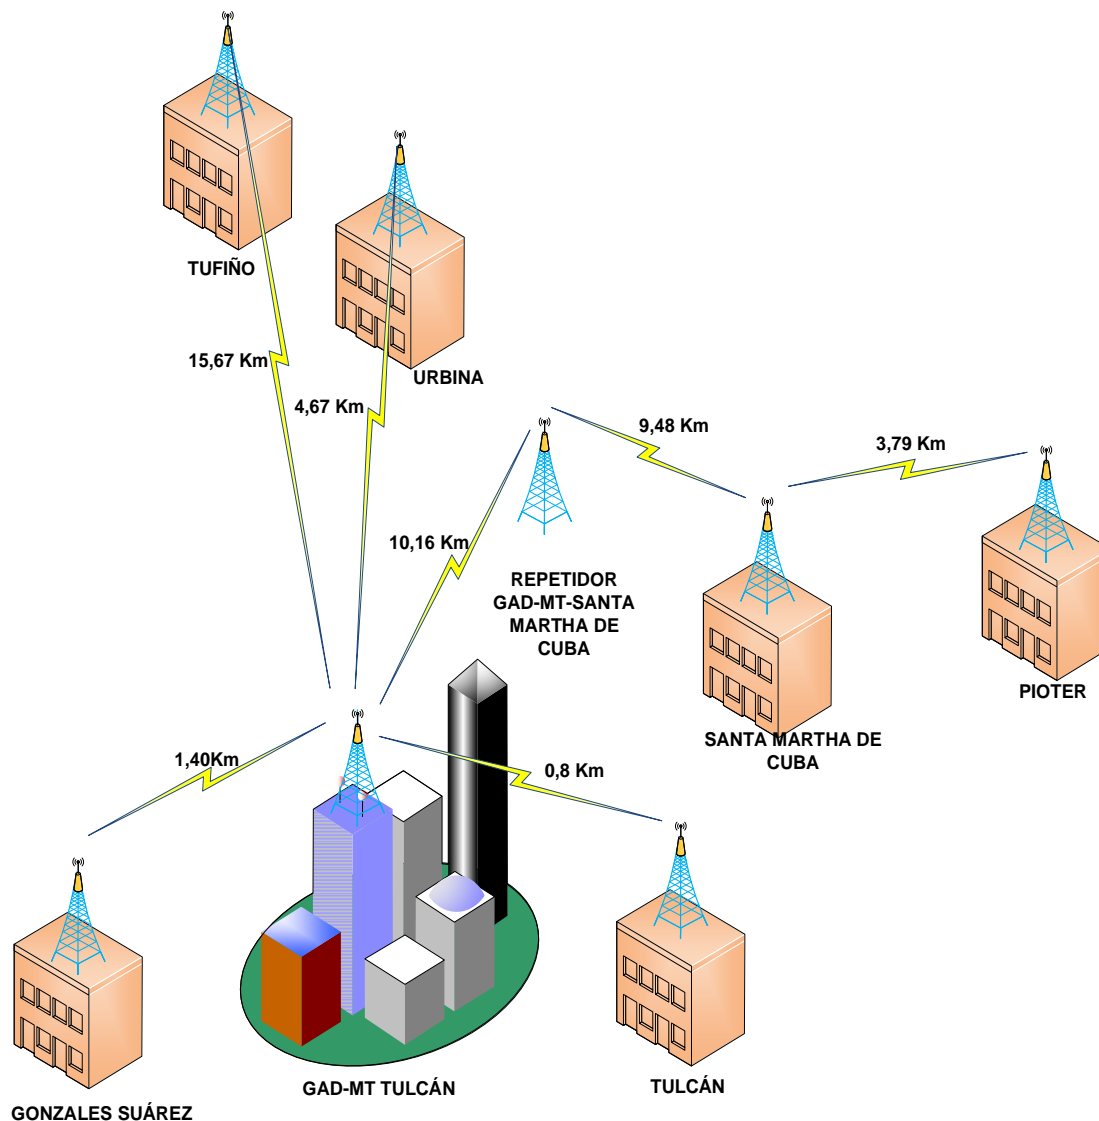 TUFIÑO
15,67 Km
URBINA
4,67 Km
9,48 Km
3,79 Km
10,16 Km
REPETIDOR
GAD-MT-SANTA
MARTHA DE
CUBA
PIOTER
SANTA MARTHA DE
CUBA
1,40Km
0,8 Km
GAD-MT TULCÁN
TULCÁN
GONZALES SUÁREZ